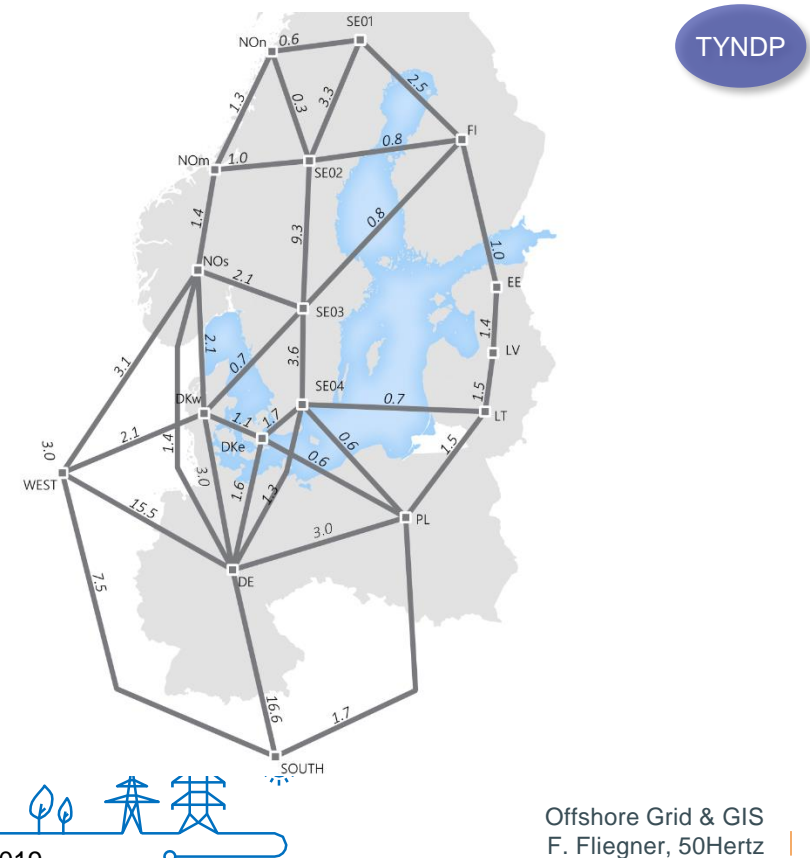 SE01
TYNDP
NOn
0.6
2.5
1.3
0.3
3.3
FI
0.8
NOm
1.0
SE02
0.8
1.4
9.3
1.0
NOs
2.1
EE
SE03
2.1
1.4
LV
3.6
0.7
3.1
SE04
1.5
DKw
0.7
1.1
1.7
LT
2.1
DKe
0.6
1.5
3.0
1.4
0.6
WEST
3.0
1.6
1.3
15.5
PL
3.0
DE
7.5
16.6
1.7
SOUTH
Offshore Grid & GIS
F. Fliegner, 50Hertz